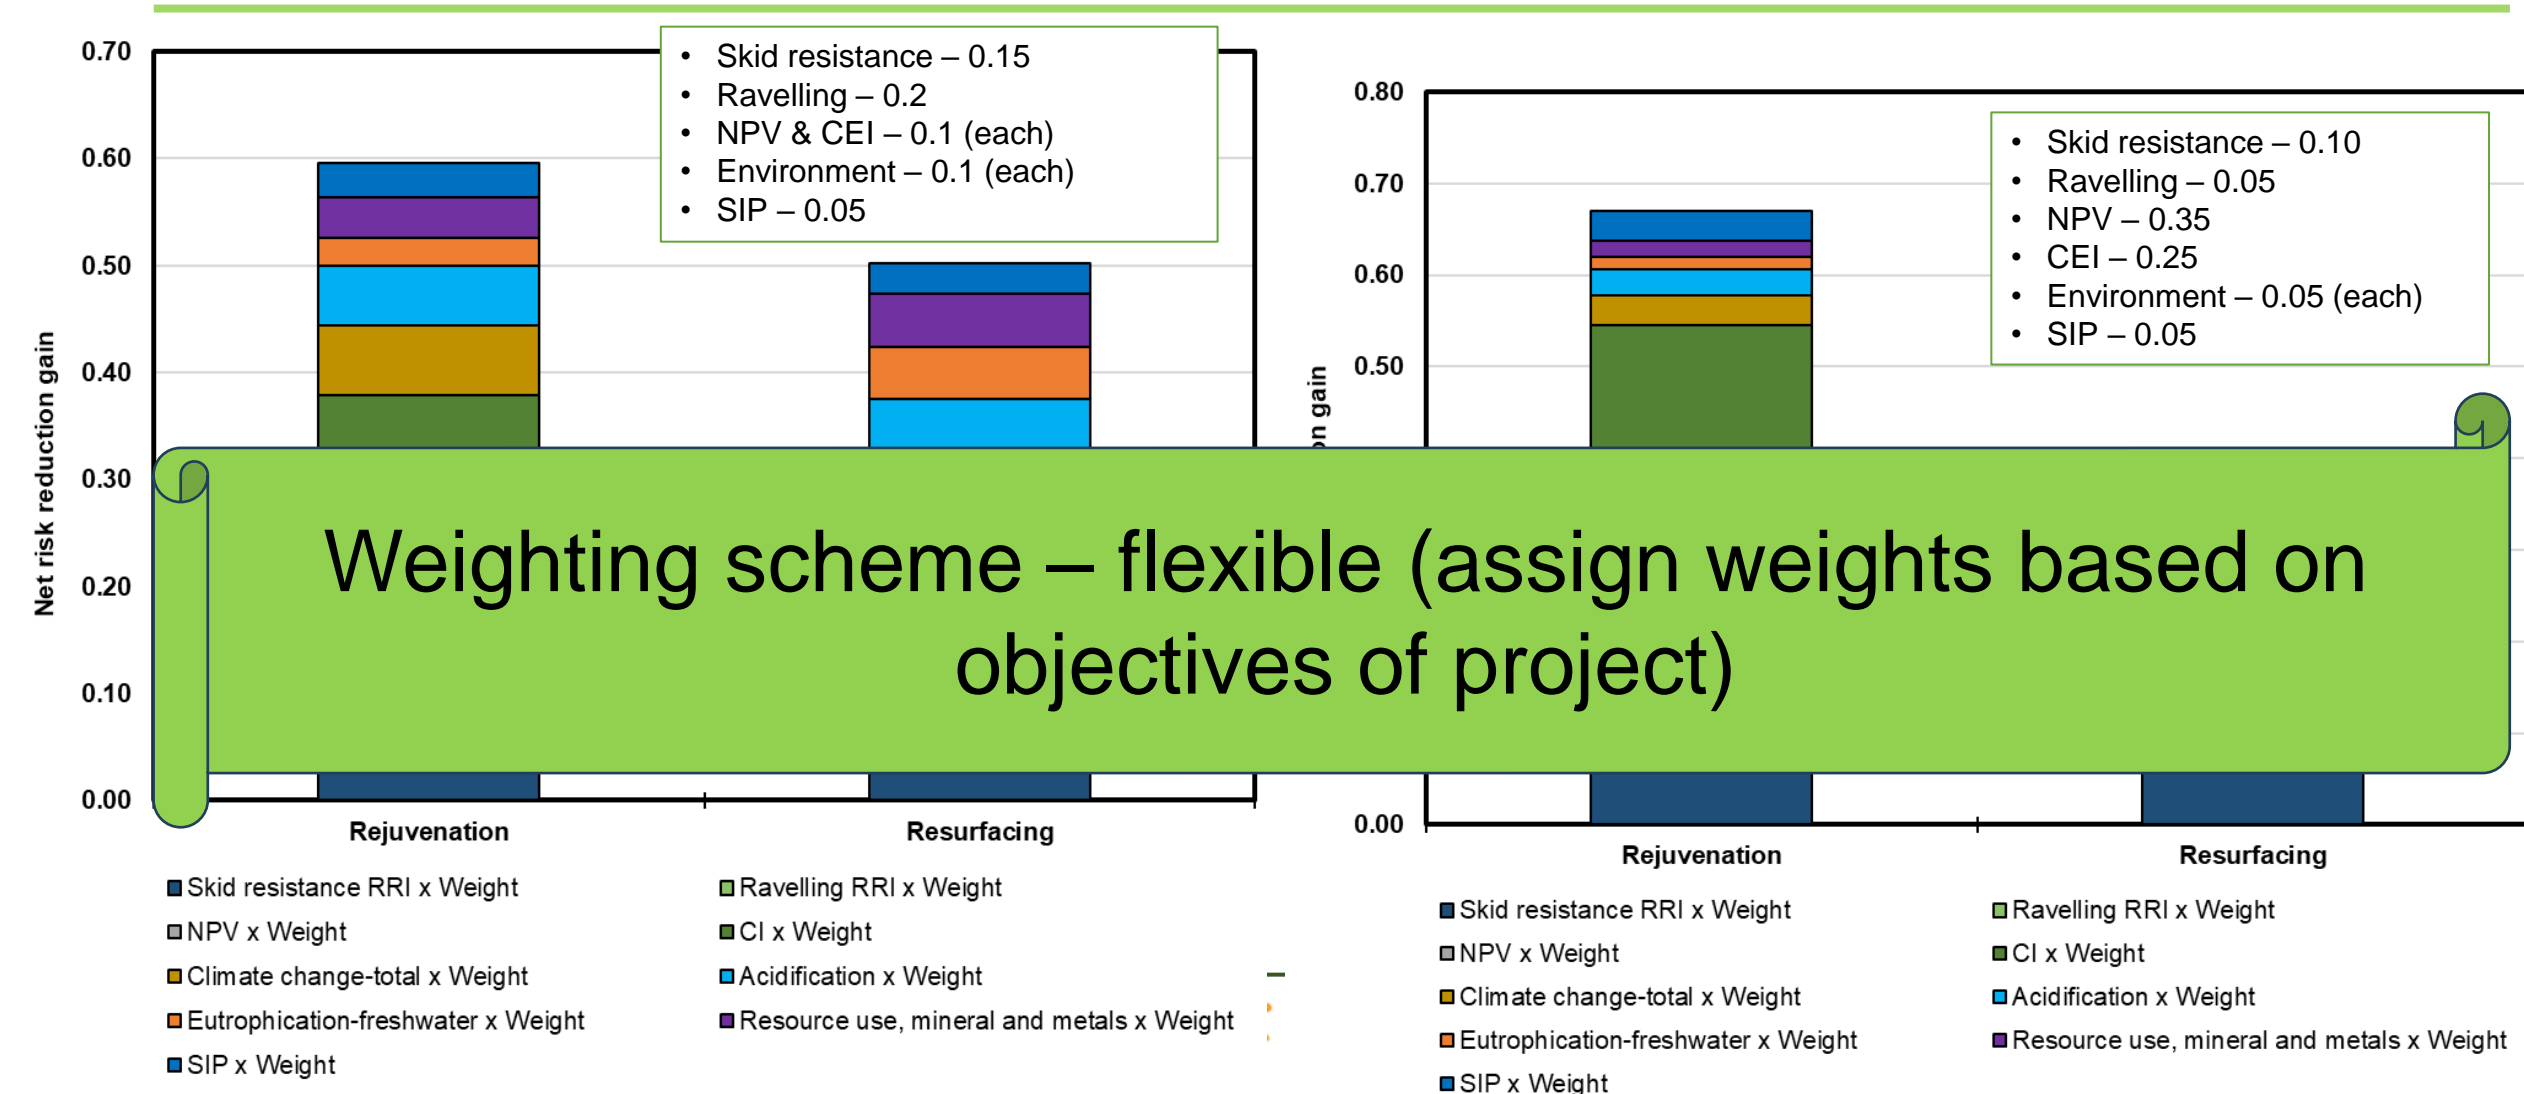 0.70
0.60
0.50
0.40
0.30
0.20
0.10
0.00
Net risk reduction gain
• Skid resistance – 0.15
• Ravelling – 0.2
• NPV & CEI – 0.1 (each)
• Environment – 0.1 (each)
• SIP – 0.05
Rejuvenation
Resurfacing
Skid resistance RRI x Weight
Ravelling RRI x Weight
NPV x Weight
CI x Weight
Climate change-total x Weight
Acidification x Weight
Eutrophication-freshwater x Weight
Resource use, mineral and metals x Weight
SIP x Weight
0.80
0.70
0.60
0.50
0.00
gain
• Skid resistance – 0.10
• Ravelling – 0.05
• NPV – 0.35
• CEI – 0.25
• Environment – 0.05 (each)
• SIP – 0.05
Weighting scheme – flexible (assign weights based on
objectives of project)
Rejuvenation
Resurfacing
Skid resistance RRI x Weight
Ravelling RRI x Weight
NPV x Weight
CI x Weight
Climate change-total x Weight
Acidification x Weight
Eutrophication-freshwater x Weight
Resource use, mineral and metals x Weight
SIP x Weight